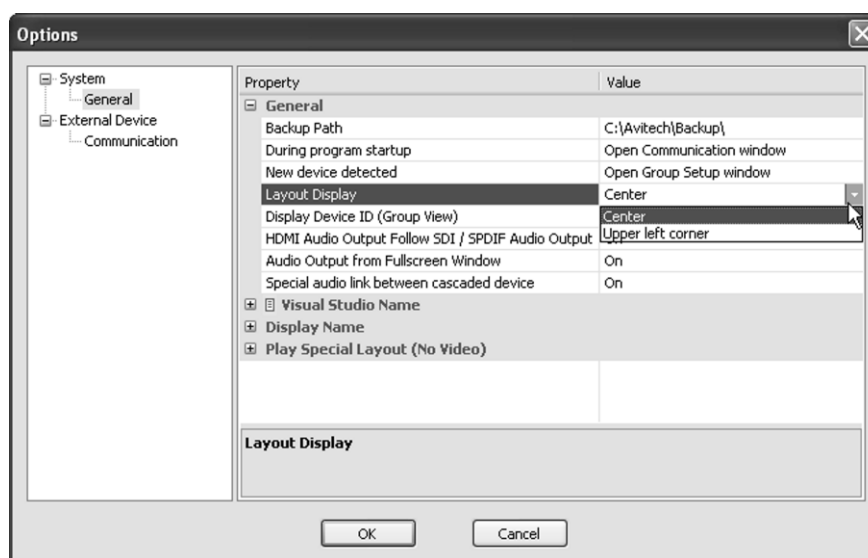 Options
System
General
External Device
Communication
Property Value
General
Backup Path C:\Avitech\Backup\
During program startup Open Communication window
New device detected Open Group Setup window
Layout Display Center
Display Device ID (Group View) Center
HDMI Audio Output Follow SDI / SPDIF Audio Output Upper left corner
Audio Output from Fullscreen Window On
Special audio link between cascaded device On
Visual Studio Name
Display Name
Play Special Layout (No Video)
Layout Display
OK Cancel